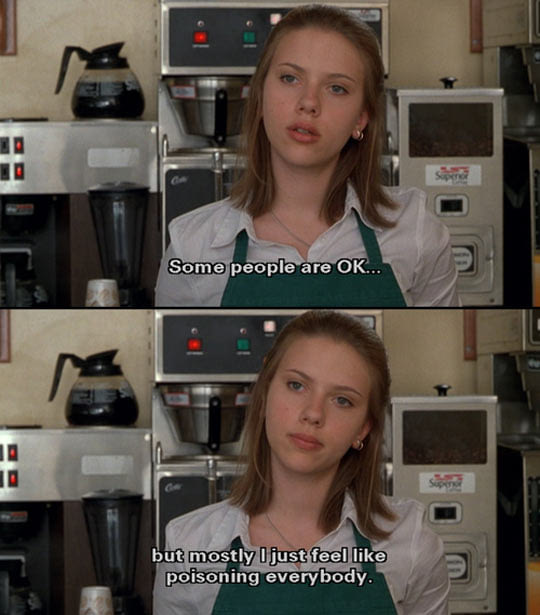 Superior
Some people are OK...
Superior
but mostly I just feel like
poisoning everybody.